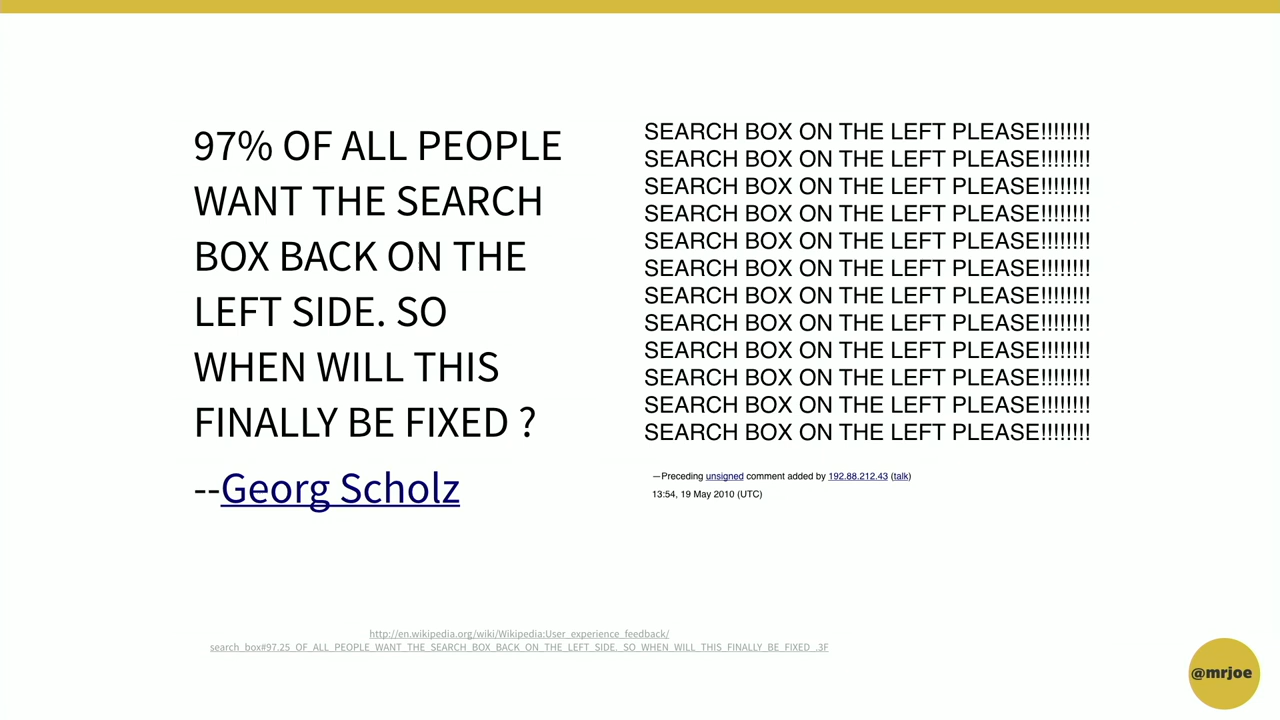 97% OF ALL PEOPLE
WANT THE SEARCH
BOX BACK ON THE
LEFT SIDE. SO
WHEN WILL THIS
FINALLY BE FIXED ?
--Georg Scholz
SEARCH BOX ON THE LEFT PLEASE!!!!!!!!
SEARCH BOX ON THE LEFT PLEASE!!!!!!!!
SEARCH BOX ON THE LEFT PLEASE!!!!!!!!
SEARCH BOX ON THE LEFT PLEASE!!!!!!!!
SEARCH BOX ON THE LEFT PLEASE!!!!!!!!
SEARCH BOX ON THE LEFT PLEASE!!!!!!!!
SEARCH BOX ON THE LEFT PLEASE!!!!!!!!
SEARCH BOX ON THE LEFT PLEASE!!!!!!!!
SEARCH BOX ON THE LEFT PLEASE!!!!!!!!
SEARCH BOX ON THE LEFT PLEASE!!!!!!!!
SEARCH BOX ON THE LEFT PLEASE!!!!!!!!
SEARCH BOX ON THE LEFT PLEASE!!!!!!!!
—Preceding unsigned comment added by 192.88.212.43 (talk)
13:54, 19 May 2010 (UTC)
http://en.wikipedia.org/wiki/Wikipedia:User_experience_feedback/
search_box#97.25_OF_ALL_PEOPLE_WANT_THE_SEARCH_BOX_BACK_ON_THE_LEFT_SIDE._SO_WHEN_WILL_THIS_FINALLY_BE_FIXED_.3F
@mrjoe